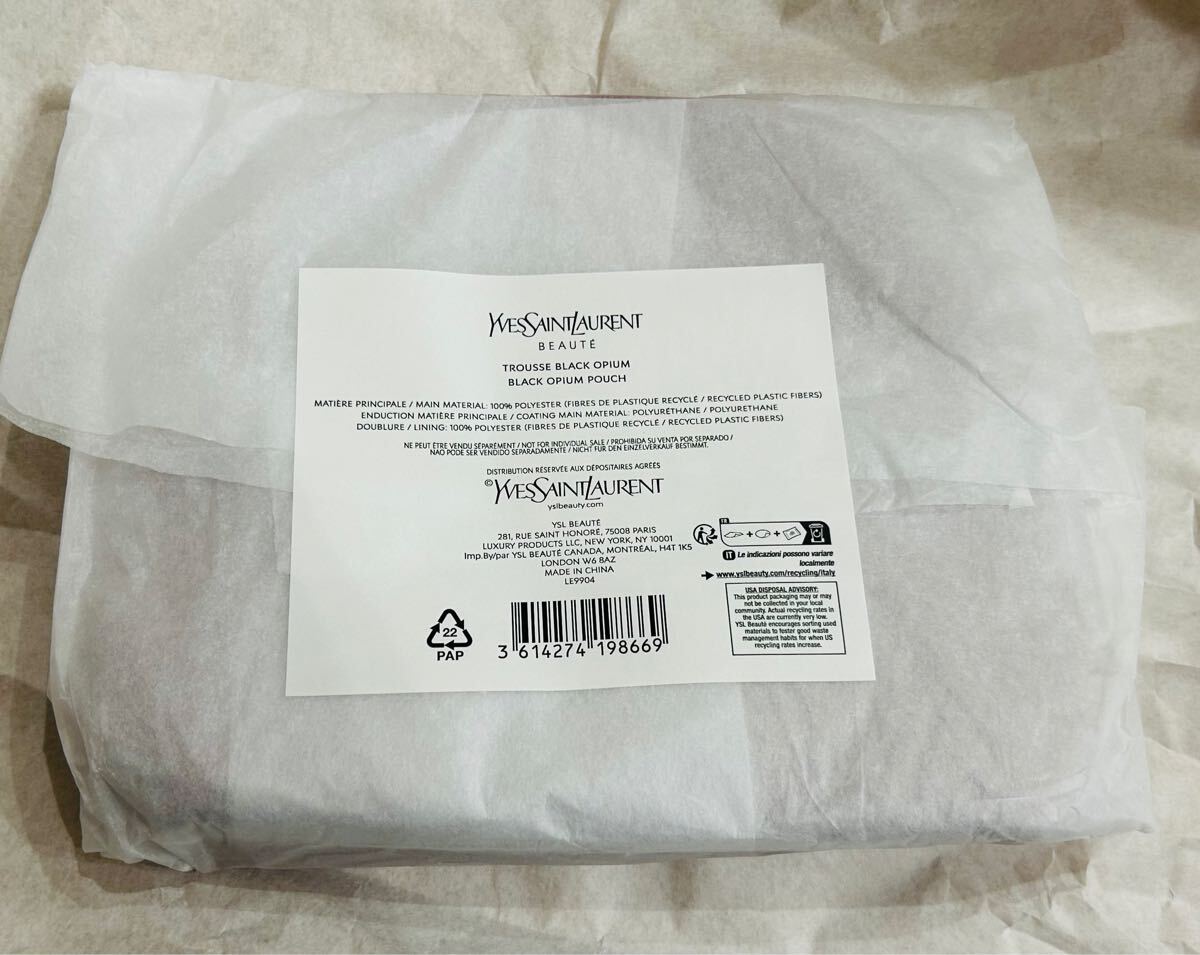 YVESSAINTLAURENT
BEAUTÉ
TROUSSE BLACK OPIUM
BLACK OPIUM POUCH
MATIÈRE PRINCIPALE / MAIN MATERIAL: 100% POLYESTER (FIBRES DE PLASTIQUE RECYCLÉ / RECYCLED PLASTIC FIBERS)
ENDUCTION MATIÈRE PRINCIPALE / COATING MAIN MATERIAL: POLYURÉTHANE / POLYURETHANE
DOUBLURE / LINING: 100% POLYESTER (FIBRES DE PLASTIQUE RECYCLÉ / RECYCLED PLASTIC FIBERS)
NE PEUT ÊTRE VENDU SÉPARÉMENT / NOT FOR INDIVIDUAL SALE / PROHIBIDA SU VENTA POR SEPARADO /
NAO PODE SER VENDIDO SEPARADAMENTE / NICHT FÜR DEN EINZELVERKAUF BESTIMMT.
DISTRIBUTION RÉSERVÉE AUX DÉPOSITAIRES AGRÉÉS
©YVESSAINTLAURENT
yslbeauty.com
YSL BEAUTÉ
281, RUE SAINT HONORÉ, 75008 PARIS
LUXURY PRODUCTS LLC, NEW YORK, NY 10001
Imp.By/par YSL BEAUTÉ CANADA, MONTRÉAL, H4T 1K5
LONDON W6 8AZ
MADE IN CHINA
LE9904
FR
IT Le indicazioni possono variare
localmente
www.yslbeauty.com/recycling/italy
USA DISPOSAL ADVISORY:
This product packaging may or may
not be collected in your local
community. Actual recycling rates in
the USA are currently very low.
YSL Beauté encourages sorting used
materials to foster good waste
management habits for when US
recycling rates increase.
22
PAP
3 614274 198669